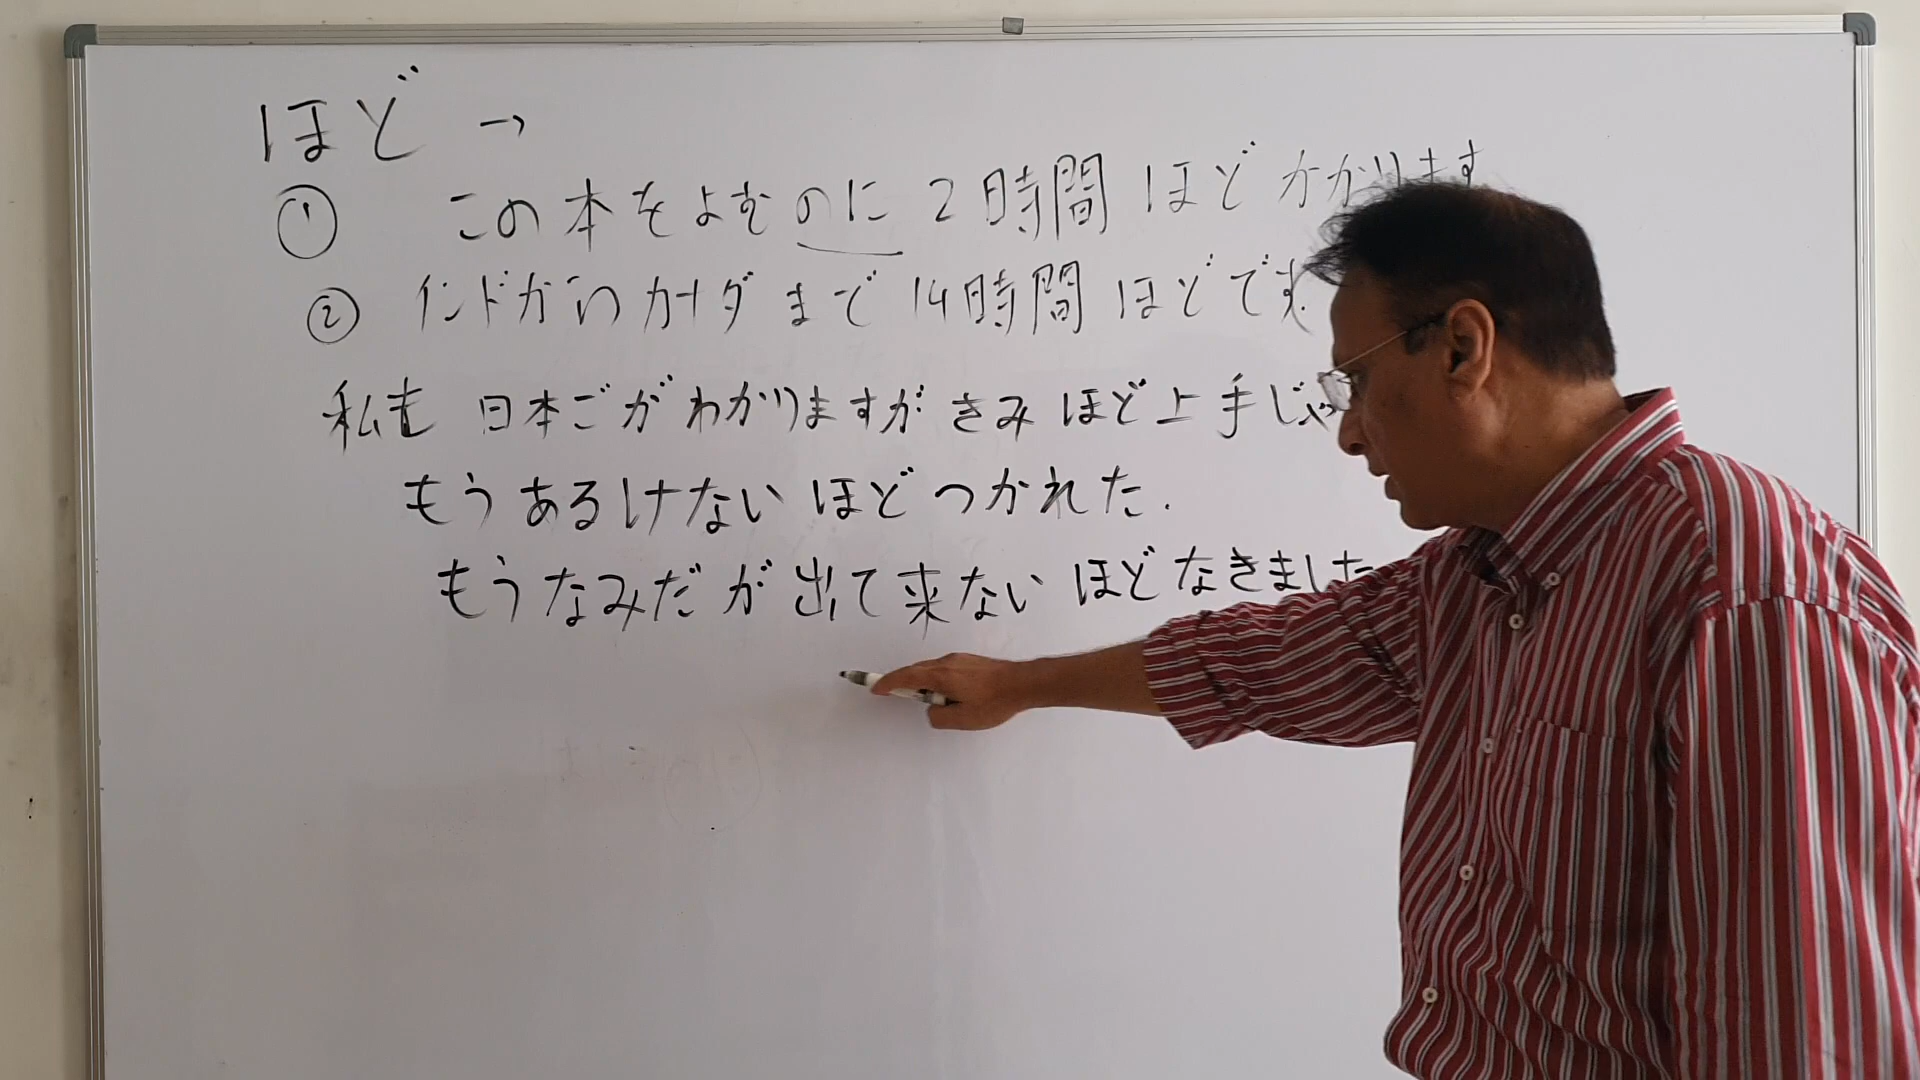 ほど →
① この本をよむのに 2時間 ほど かかります
② インドから カナダ まで 14時間 ほどです.
私も 日本ごが わかりますが きみ ほど 上手 じゃ
もう あるけない ほど つかれた.
もう なみだ が 出て来ない ほど なきました